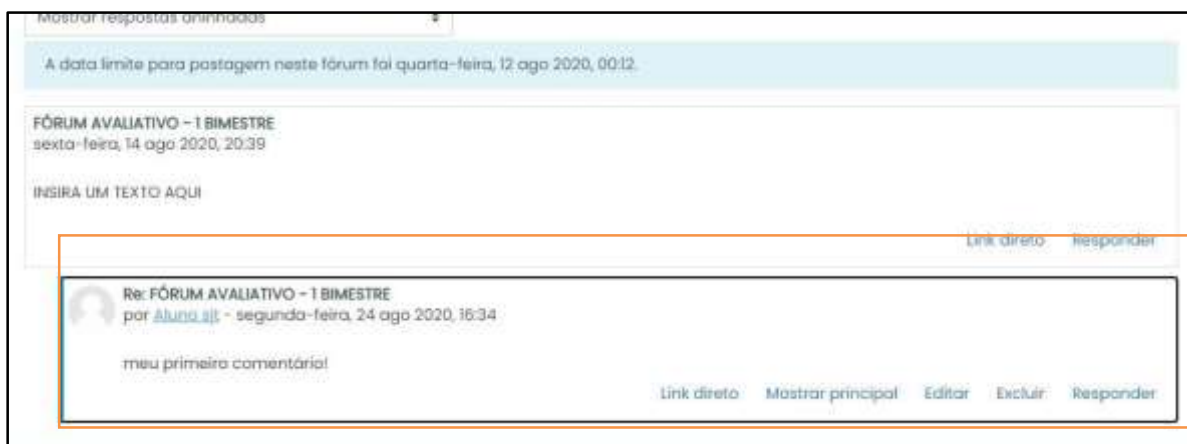 Mostrar respostas aninhadas
A data limite para postagem neste fórum foi quarta-feira, 12 ago 2020, 00:12.
FÓRUM AVALIATIVO - 1 BIMESTRE
sexta-feira, 14 ago 2020, 20:39
INSIRA UM TEXTO AQUI
Link direto Responder
Re: FÓRUM AVALIATIVO - 1 BIMESTRE
por Aluno sjt - segunda-feira, 24 ago 2020, 16:34
meu primeiro comentário!
Link direto Mostrar principal Editar Excluir Responder